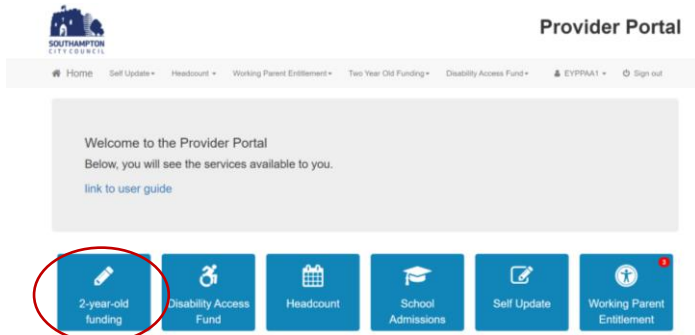 SOUTHAMPTON
CITY COUNCIL
Provider Portal
Home Self Update Headcount Working Parent Entitlement Two Year Old Funding Disability Access Fund EYPPAA1 Sign out
Welcome to the Provider Portal
Below, you will see the services available to you.
link to user guide
2-year-old
funding
Disability Access
Fund
Headcount
School
Admissions
Self Update
3
Working Parent
Entitlement